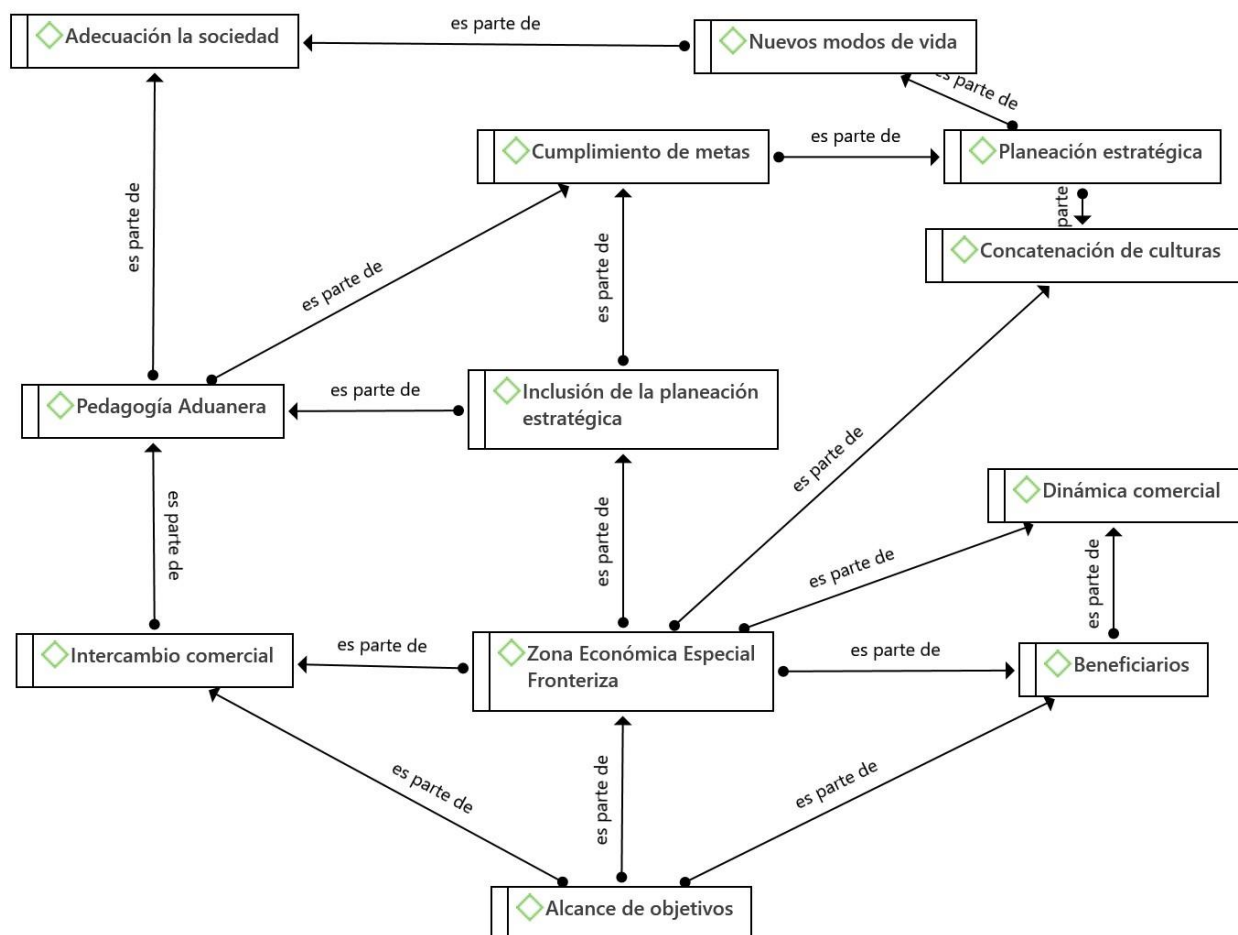 es parte de
Adecuación la sociedad
Nuevos modos de vida
es parte de
Cumplimiento de metas
es parte de
Planeación estratégica
es parte de
parte
Concatenación de culturas
es parte de
es parte de
Pedagogía Aduanera
es parte de
Inclusión de la planeación
estratégica
es parte de
es parte de
es parte de
Dinámica comercial
es parte de
es parte de
es parte de
Intercambio comercial
es parte de
Zona Económica Especial
Fronteriza
es parte de
Beneficiarios
es parte de
es parte de
es parte de
Alcance de objetivos